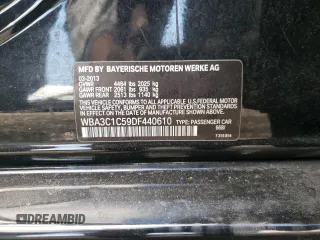 MFD BY BAYERISCHE MOTOREN WERKE AG
03-2013
GVWR 4464 LBS 2025 KG
GAWR FRONT 2061 LBS 935 KG
GAWR REAR 2513 LBS 1140 KG
THIS VEHICLE CONFORMS TO ALL APPLICABLE U.S. FEDERAL MOTOR
VEHICLE SAFETY, BUMPER AND THEFT PREVENTION STANDARDS
IN EFFECT ON THE DATE OF MANUFACTURE SHOWN ABOVE.
WBA3C1C59DF440610 TYPE: PASSENGER CAR
DREAMBID